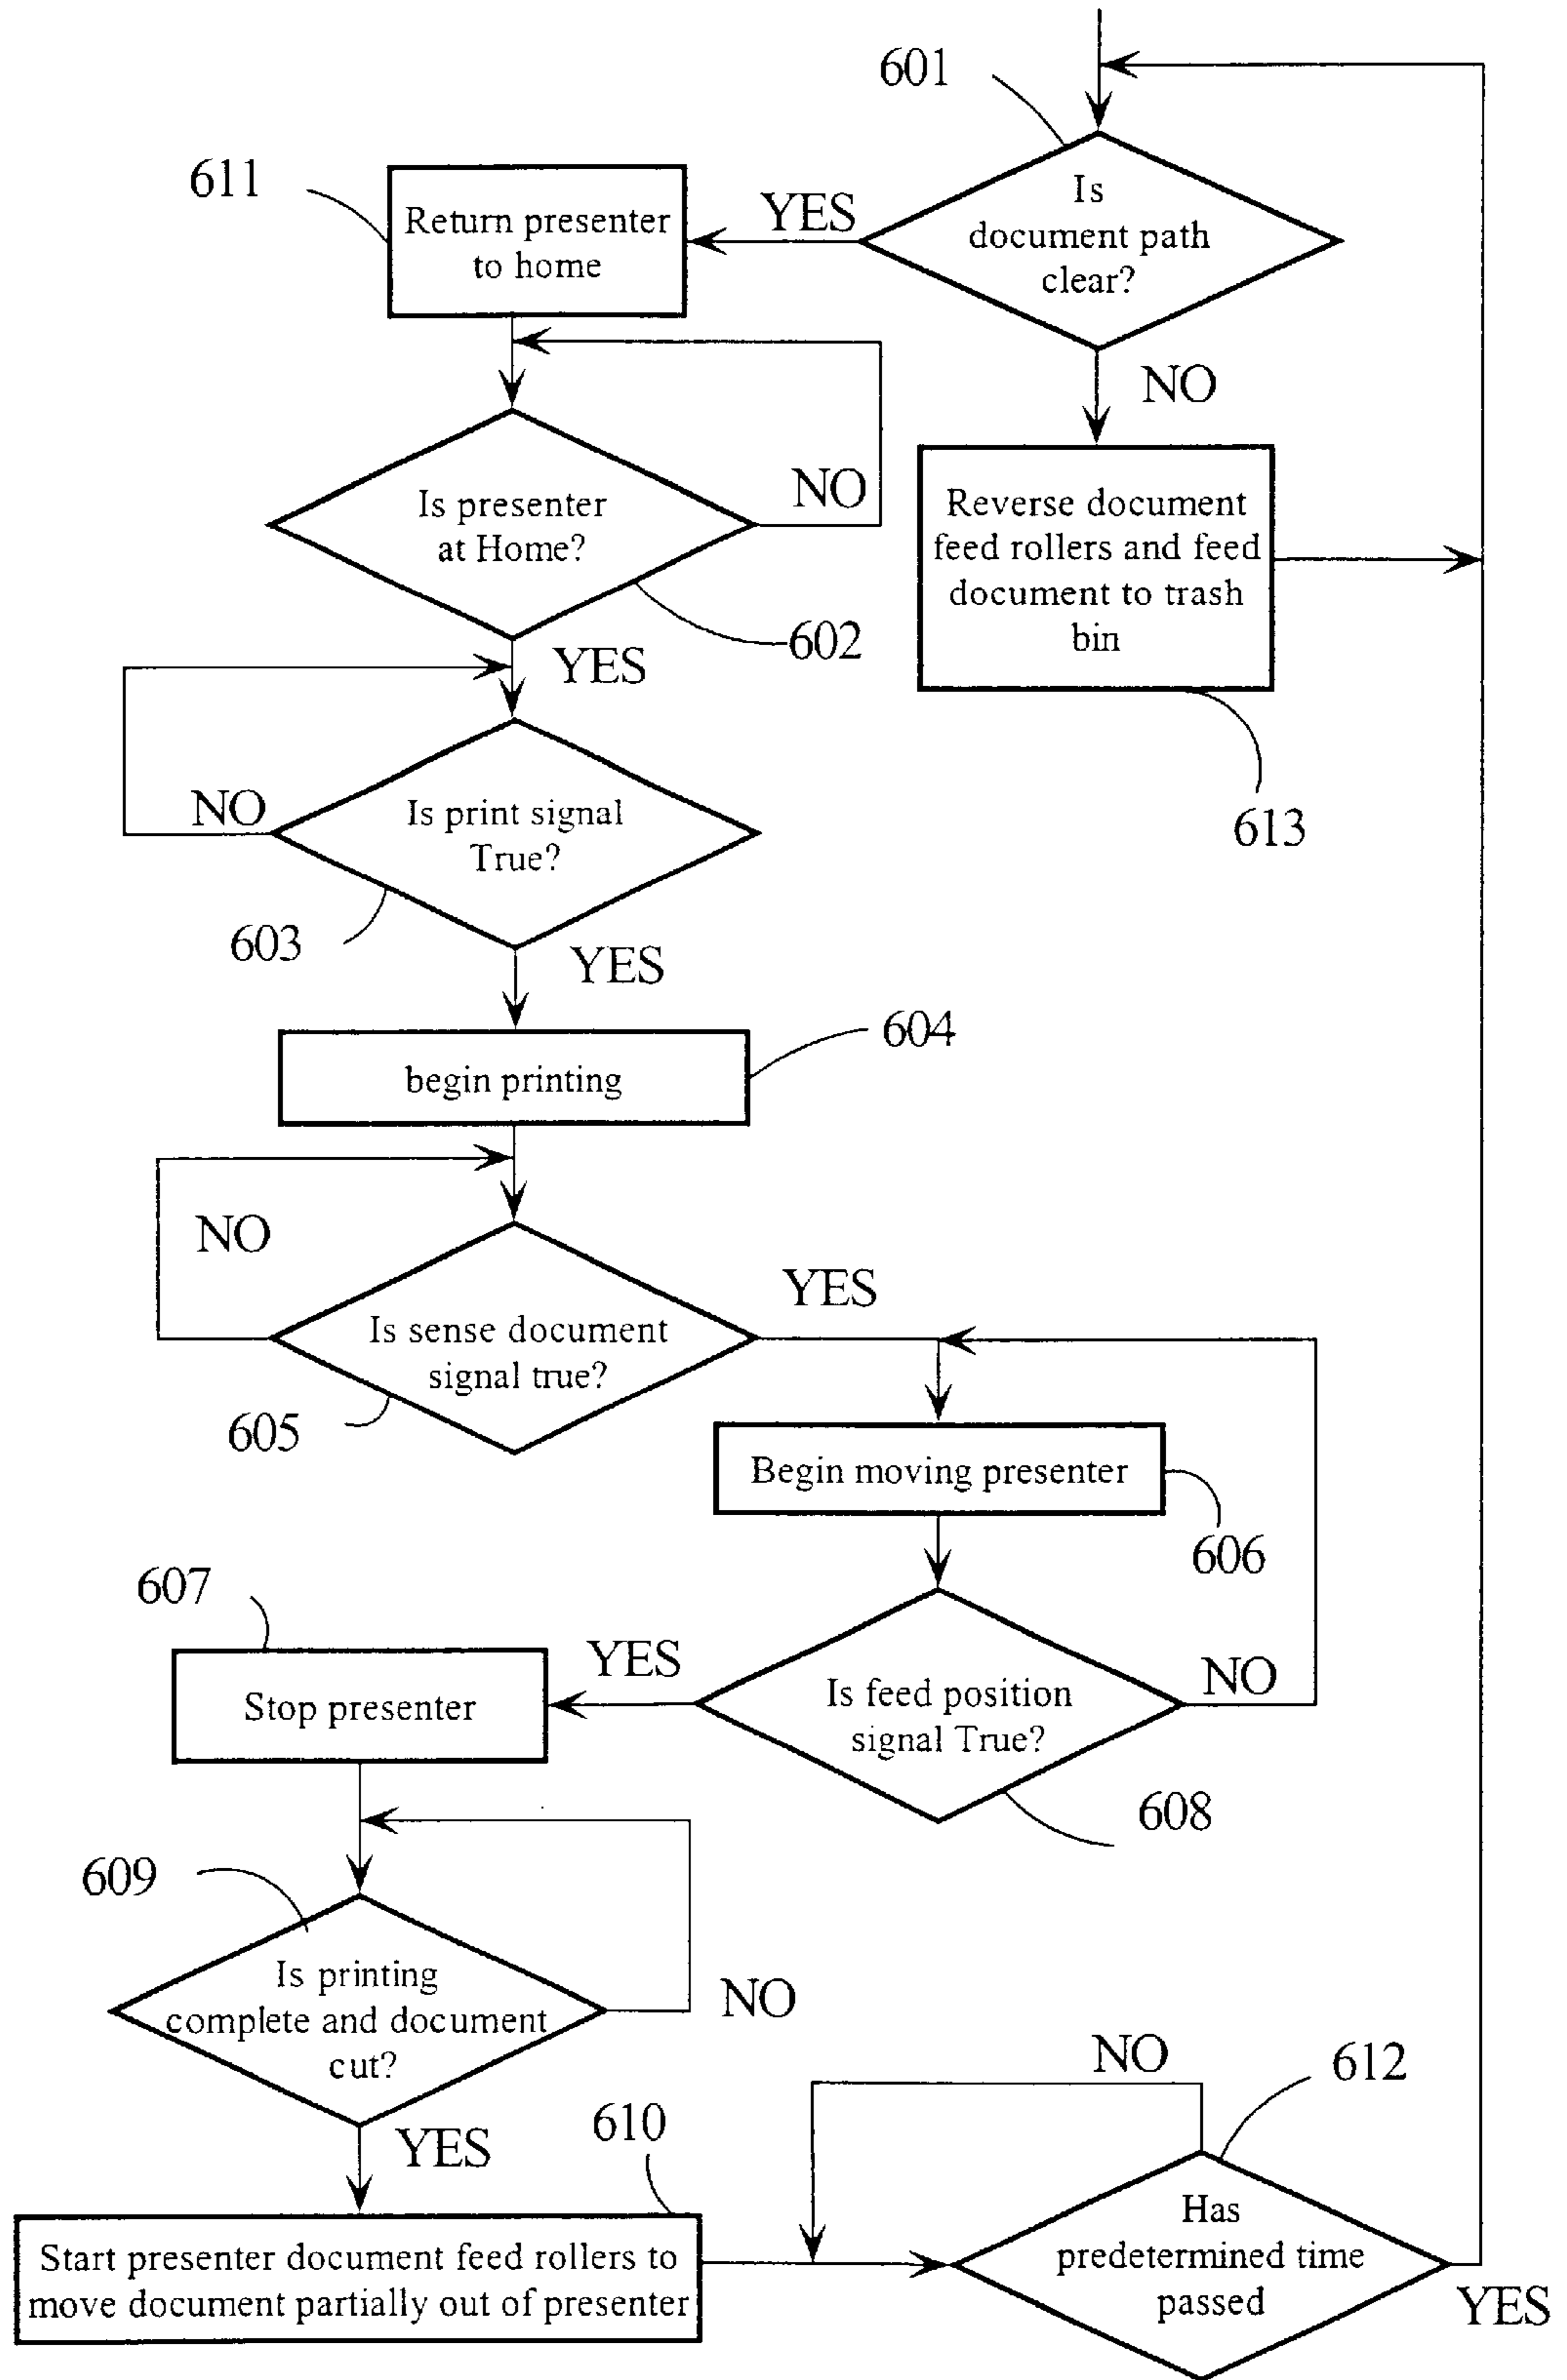 601
Is
document path
clear?
YES
611
Return presenter
to home
NO
Is presenter
at Home?
NO
602
YES
Reverse document
feed rollers and feed
document to trash
bin
613
Is print signal
True?
NO
603
YES
begin printing
604
NO
Is sense document
signal true?
YES
605
Begin moving presenter
606
607
Stop presenter
YES
Is feed position
signal True?
NO
608
609
Is printing
complete and document
cut?
NO
YES
610
Start presenter document feed rollers to
move document partially out of presenter
NO
612
Has
predetermined time
passed
YES